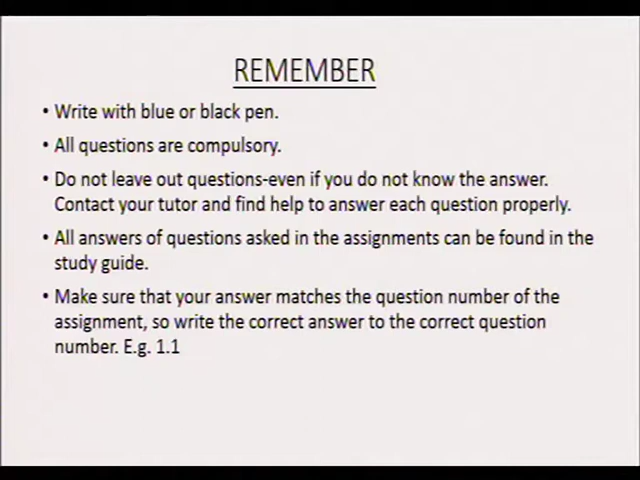 REMEMBER
• Write with blue or black pen.
• All questions are compulsory.
• Do not leave out questions-even if you do not know the answer.
Contact your tutor and find help to answer each question properly.
• All answers of questions asked in the assignments can be found in the
study guide.
• Make sure that your answer matches the question number of the
assignment, so write the correct answer to the correct question
number. E.g. 1.1